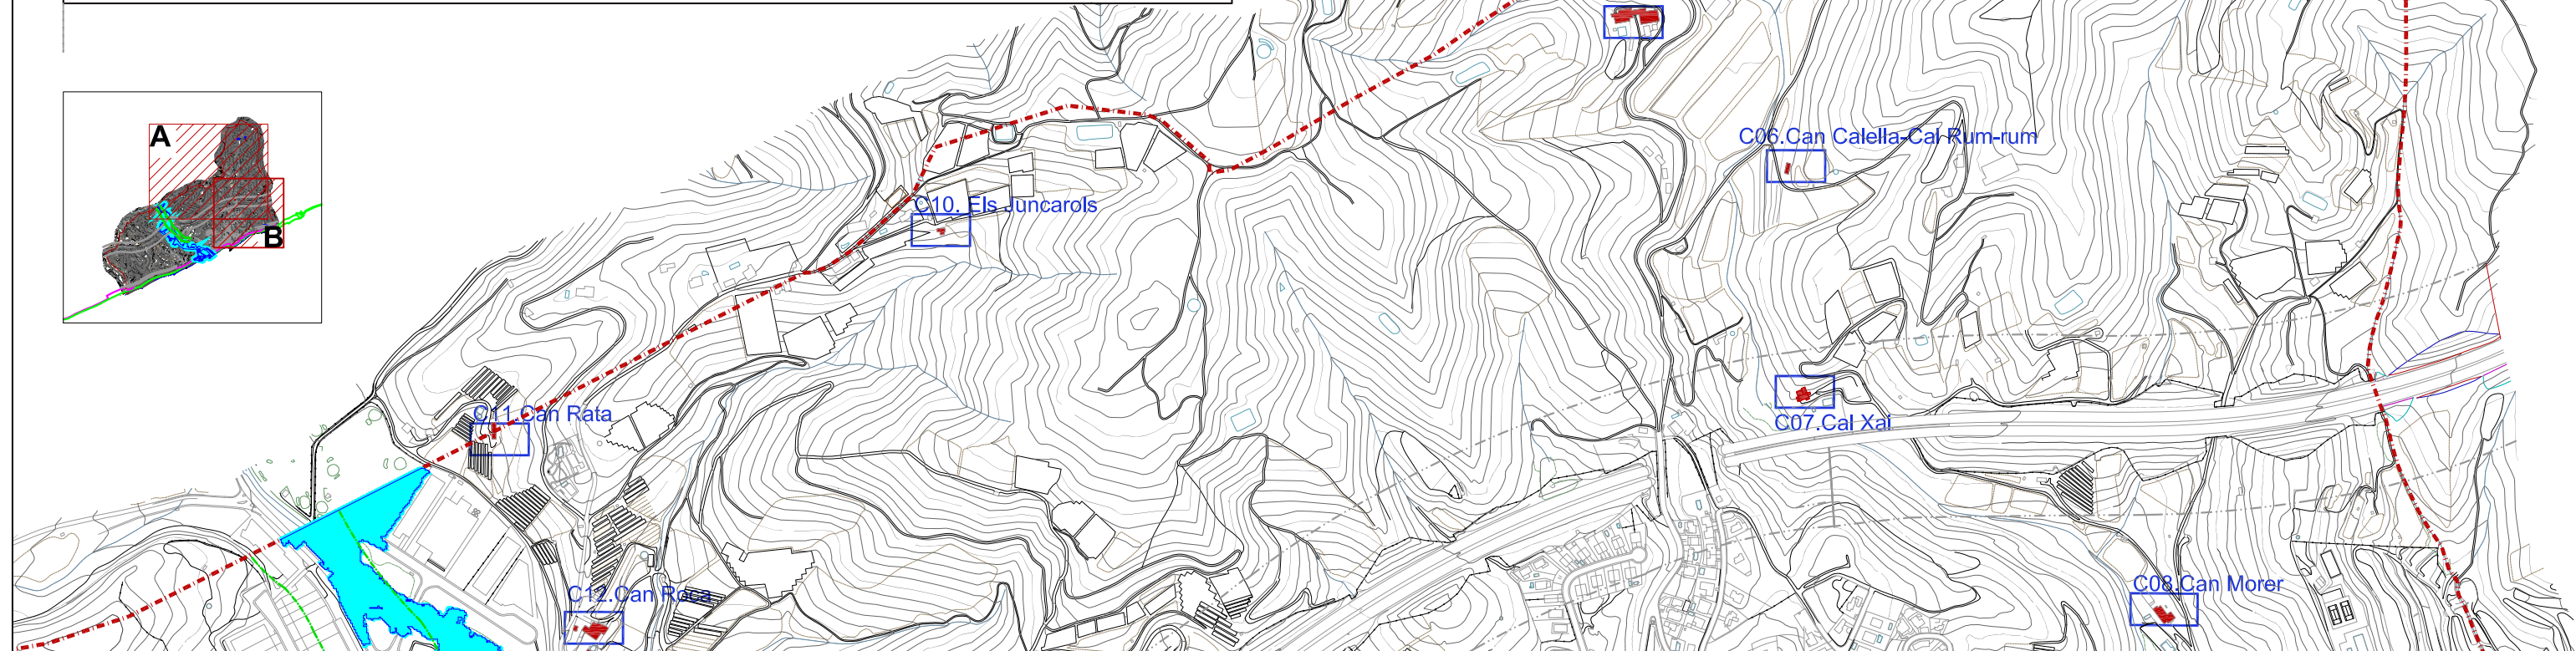 A
B
C06.Can Calella-Cal Rum-rum
C10. Els Juncarols
C11.Can Rata
C07.Cal Xai
C12.Can Roca
C08.Can Morer